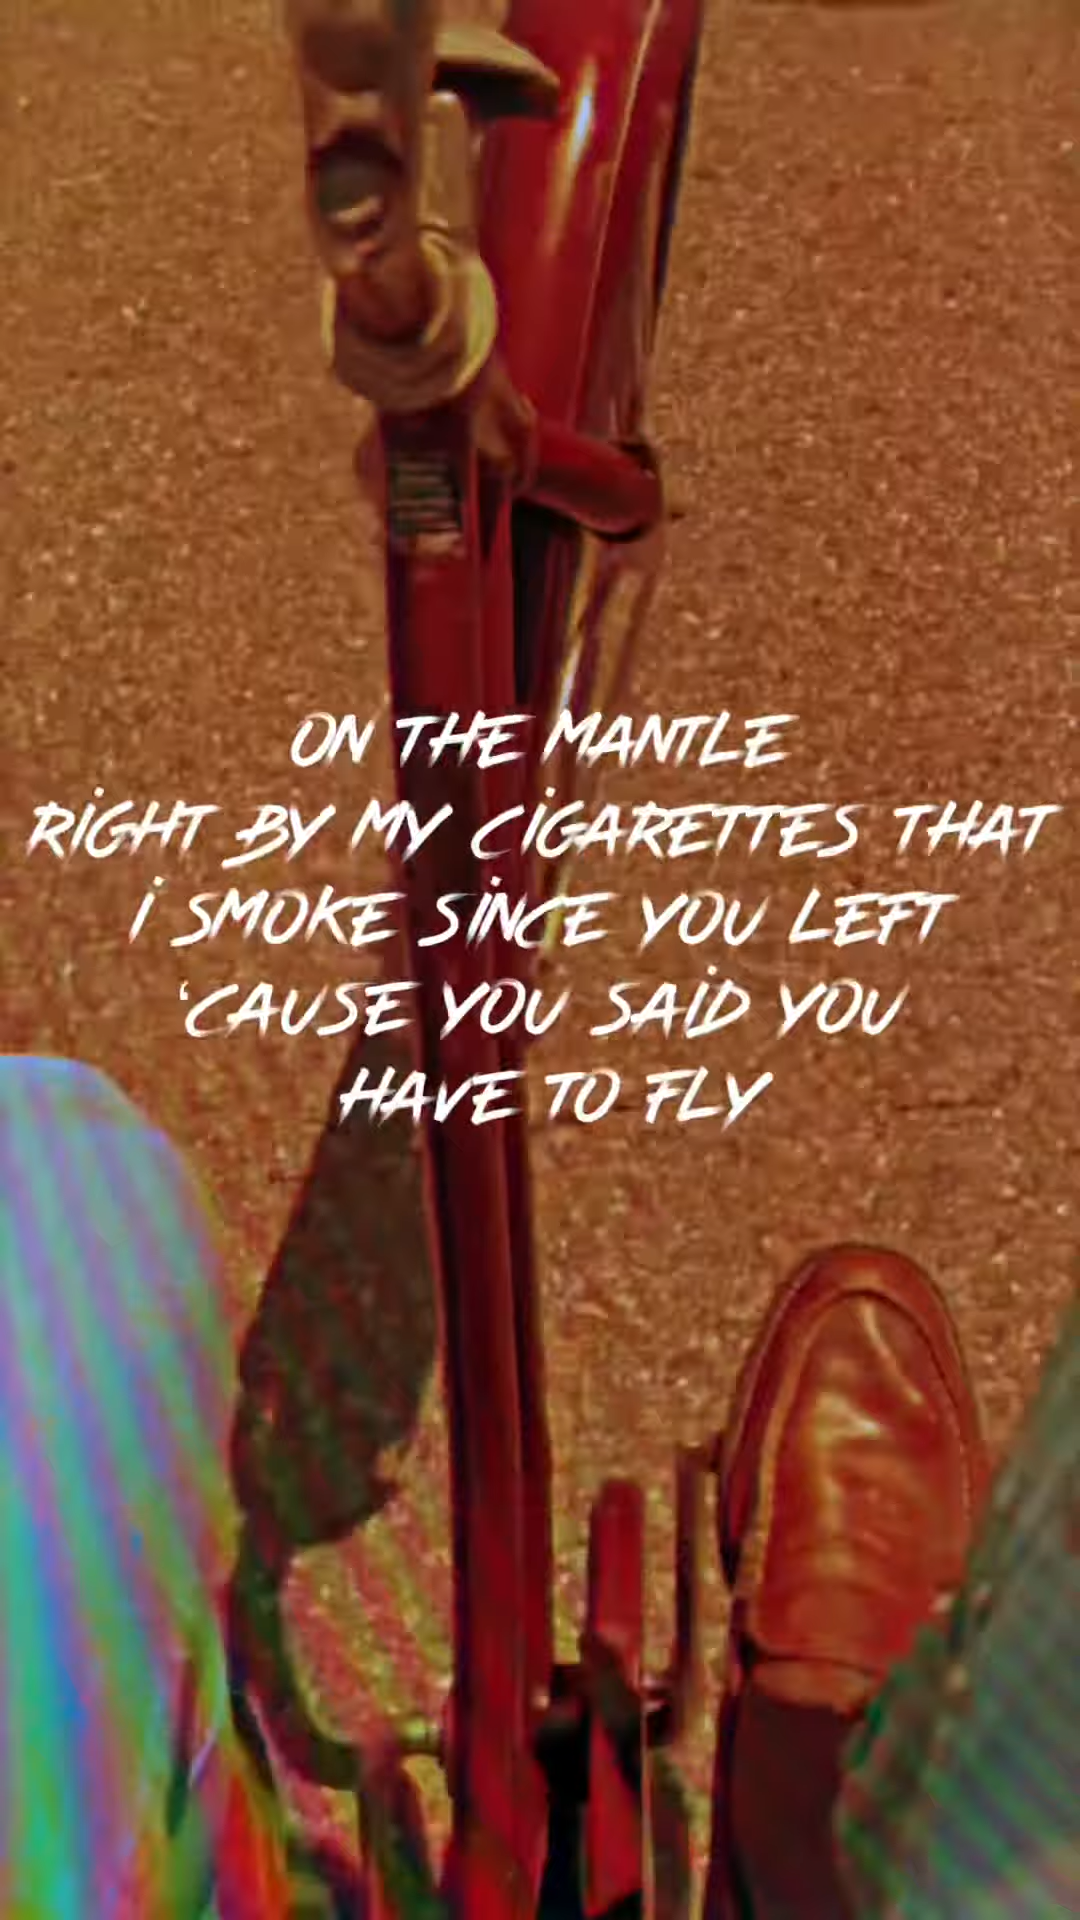 ON THE MANTLE
RIGHT BY MY CIGARETTES THAT
I SMOKE SINCE YOU LEFT
'CAUSE YOU SAID YOU
HAVE TO FLY